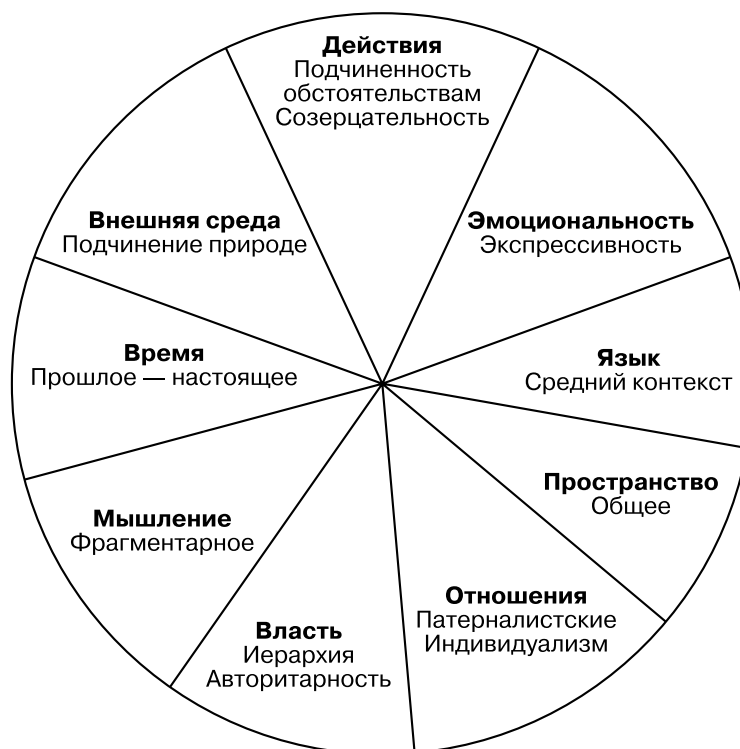 Действия
Подчиненность
обстоятельствам
Созерцательность
Эмоциональность
Экспрессивность
Язык
Средний контекст
Пространство
Общее
Отношения
Патерналистские
Индивидуализм
Власть
Иерархия
Авторитарность
Мышление
Фрагментарное
Время
Прошлое — настоящее
Внешняя среда
Подчинение природе